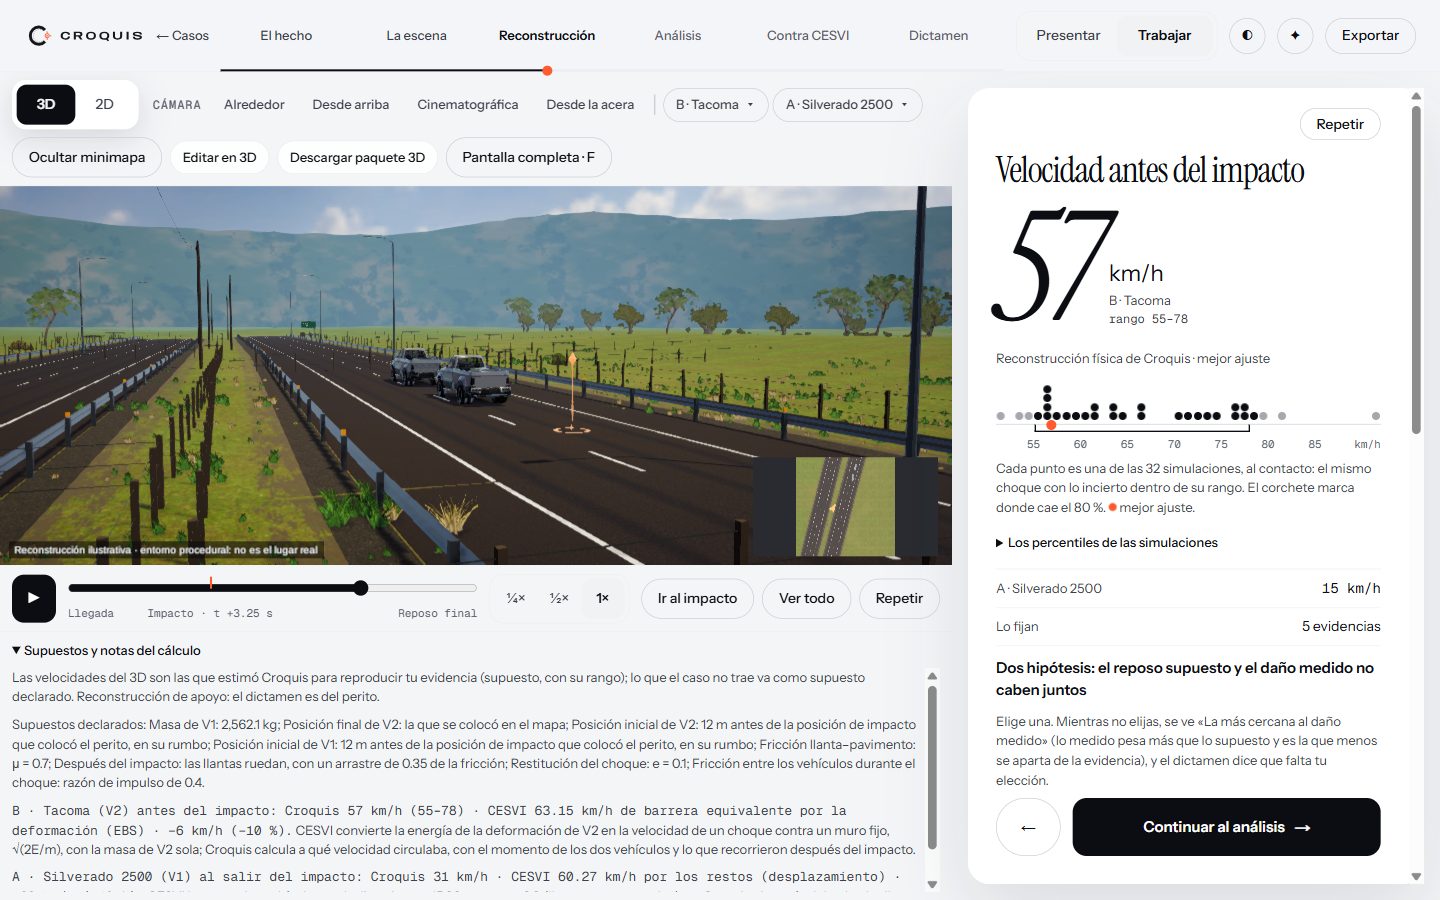 CROQUIS
← Casos
El hecho
La escena
Reconstrucción
Análisis
Contra CESVI
Dictamen
Presentar
Trabajar
Exportar
3D
2D
CÁMARA
Alrededor
Desde arriba
Cinematográfica
Desde la acera
B · Tacoma
A · Silverado 2500
Ocultar minimapa
Editar en 3D
Descargar paquete 3D
Pantalla completa · F
Reconstrucción ilustrativa · entorno procedural: no es el lugar real
Llegada
Impacto · t +3.25 s
Reposo final
¼×
½×
1×
Ir al impacto
Ver todo
Repetir
Supuestos y notas del cálculo
Las velocidades del 3D son las que estimó Croquis para reproducir tu evidencia (supuesto, con su rango); lo que el caso no trae va como supuesto
declarado. Reconstrucción de apoyo: el dictamen es del perito.
Supuestos declarados: Masa de V1: 2,562.1 kg; Posición final de V2: la que se colocó en el mapa; Posición inicial de V2: 12 m antes de la posición de impacto
que colocó el perito, en su rumbo; Posición inicial de V1: 12 m antes de la posición de impacto que colocó el perito, en su rumbo; Fricción llanta–pavimento:
μ = 0.7; Después del impacto: las llantas ruedan, con un arrastre de 0.35 de la fricción; Restitución del choque: e = 0.1; Fricción entre los vehículos durante el
choque: razón de impulso de 0.4.
B · Tacoma (V2) antes del impacto: Croquis 57 km/h (55–78) · CESVI 63.15 km/h de barrera equivalente por la
deformación (EBS) · −6 km/h (−10 %). CESVI convierte la energía de la deformación de V2 en la velocidad de un choque contra un muro fijo,
√(2E/m), con la masa de V2 sola; Croquis calcula a qué velocidad circulaba, con el momento de los dos vehículos y lo que recorrieron después del impacto.
A · Silverado 2500 (V1) al salir del impacto: Croquis 31 km/h · CESVI 60.27 km/h por los restos (desplazamiento) ·
Repetir
Velocidad antes del impacto
57
km/h
B · Tacoma
rango 55–78
Reconstrucción física de Croquis · mejor ajuste
55
60
65
70
75
80
85
km/h
Cada punto es una de las 32 simulaciones, al contacto: el mismo
choque con lo incierto dentro de su rango. El corchete marca
donde cae el 80 %. mejor ajuste.
Los percentiles de las simulaciones
A · Silverado 2500
15 km/h
Lo fijan
5 evidencias
Dos hipótesis: el reposo supuesto y el daño medido no
caben juntos
Elige una. Mientras no elijas, se ve «La más cercana al daño
medido» (lo medido pesa más que lo supuesto y es la que menos
se aparta de la evidencia), y el dictamen dice que falta tu
elección.
←
Continuar al análisis →